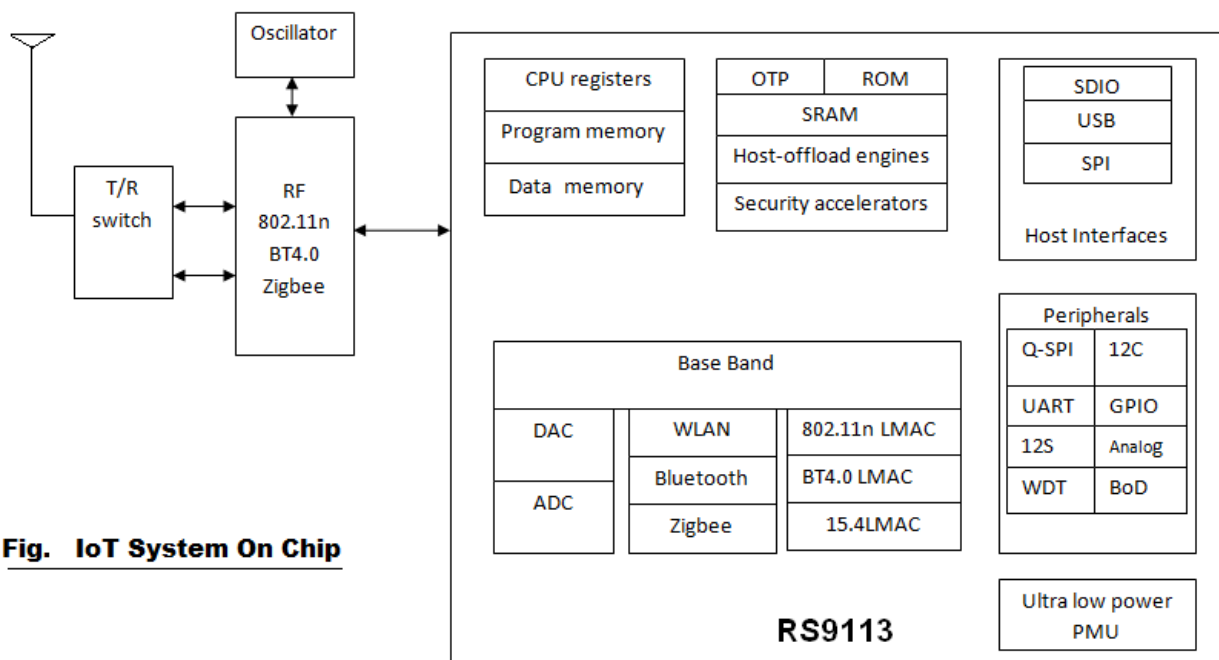 Oscillator
T/R
switch
RF
802.11n
BT4.0
Zigbee
CPU registers
Program memory
Data memory
OTP ROM
SRAM
Host-offload engines
Security accelerators
SDIO
USB
SPI
Host Interfaces
Base Band
DAC
ADC
WLAN
Bluetooth
Zigbee
802.11n LMAC
BT4.0 LMAC
15.4LMAC
Peripherals
Q-SPI 12C
UART GPIO
12S Analog
WDT BoD
Ultra low power
PMU
RS9113
Fig. IoT System On Chip